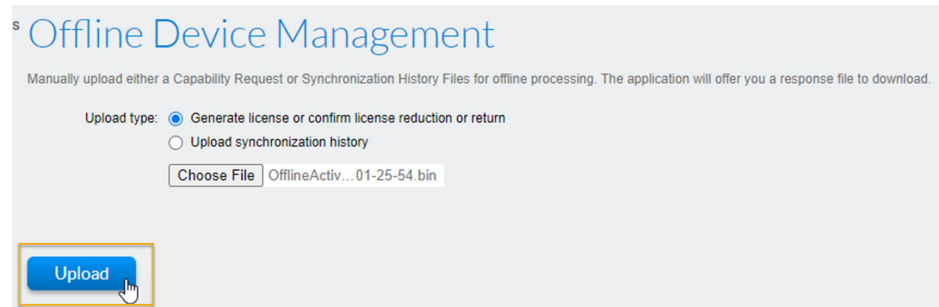 s
Offline Device Management
Manually upload either a Capability Request or Synchronization History Files for offline processing. The application will offer you a response file to download.
Upload type: Generate license or confirm license reduction or return
Upload synchronization history
Choose File OfflineActiv...01-25-54.bin
Upload